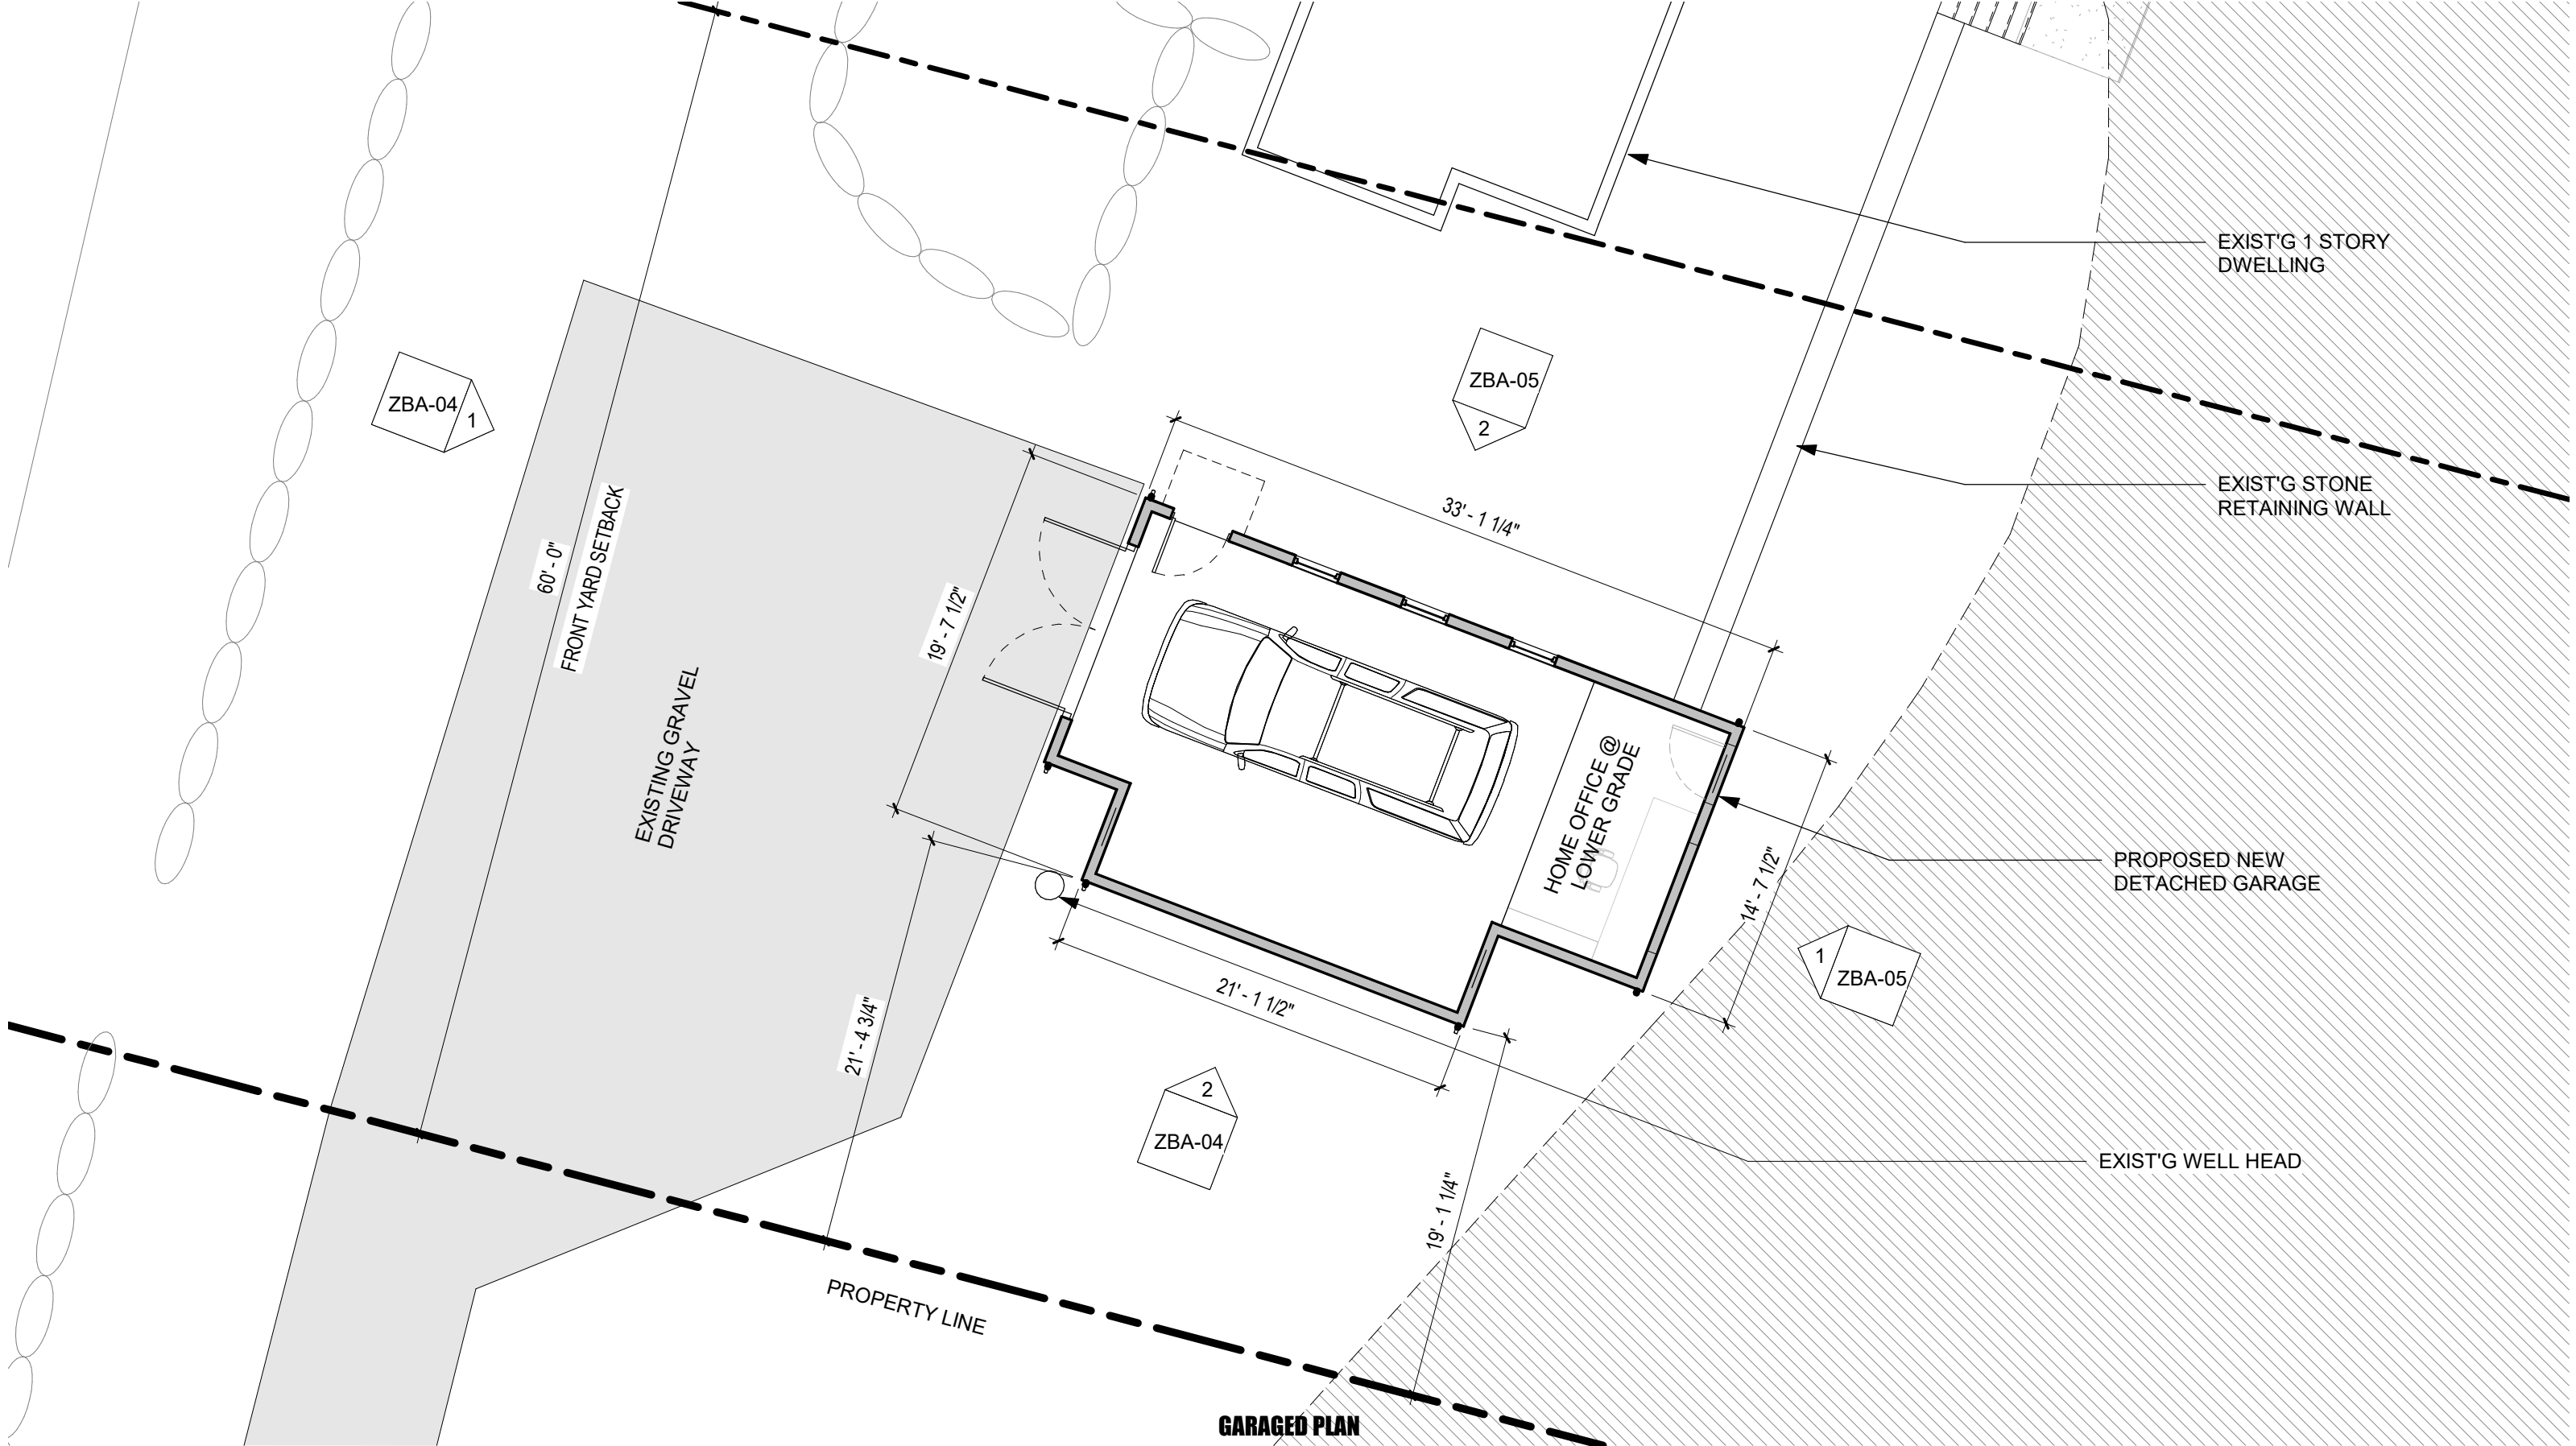 EXIST'G 1 STORY
DWELLING
ZBA-05
2
ZBA-04
1
EXIST'G STONE
RETAINING WALL
33' - 1 1/4"
60' - 0"
FRONT YARD SETBACK
19' - 7 1/2"
EXISTING GRAVEL
DRIVEWAY
HOME OFFICE @
LOWER GRADE
PROPOSED NEW
DETACHED GARAGE
14' - 7 1/2"
1
ZBA-05
21' - 1 1/2"
21' - 4 3/4"
2
ZBA-04
EXIST'G WELL HEAD
19' - 1 1/4"
PROPERTY LINE
GARAGED PLAN